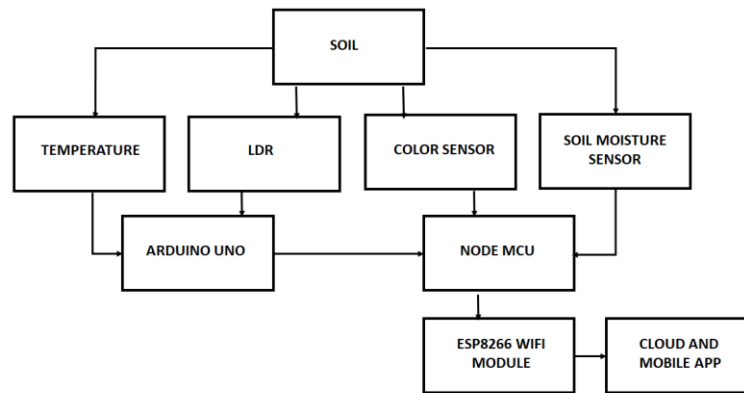 SOIL
TEMPERATURE
LDR
COLOR SENSOR
SOIL MOISTURE
SENSOR
ARDUINO UNO
NODE MCU
ESP8266 WIFI
MODULE
CLOUD AND
MOBILE APP